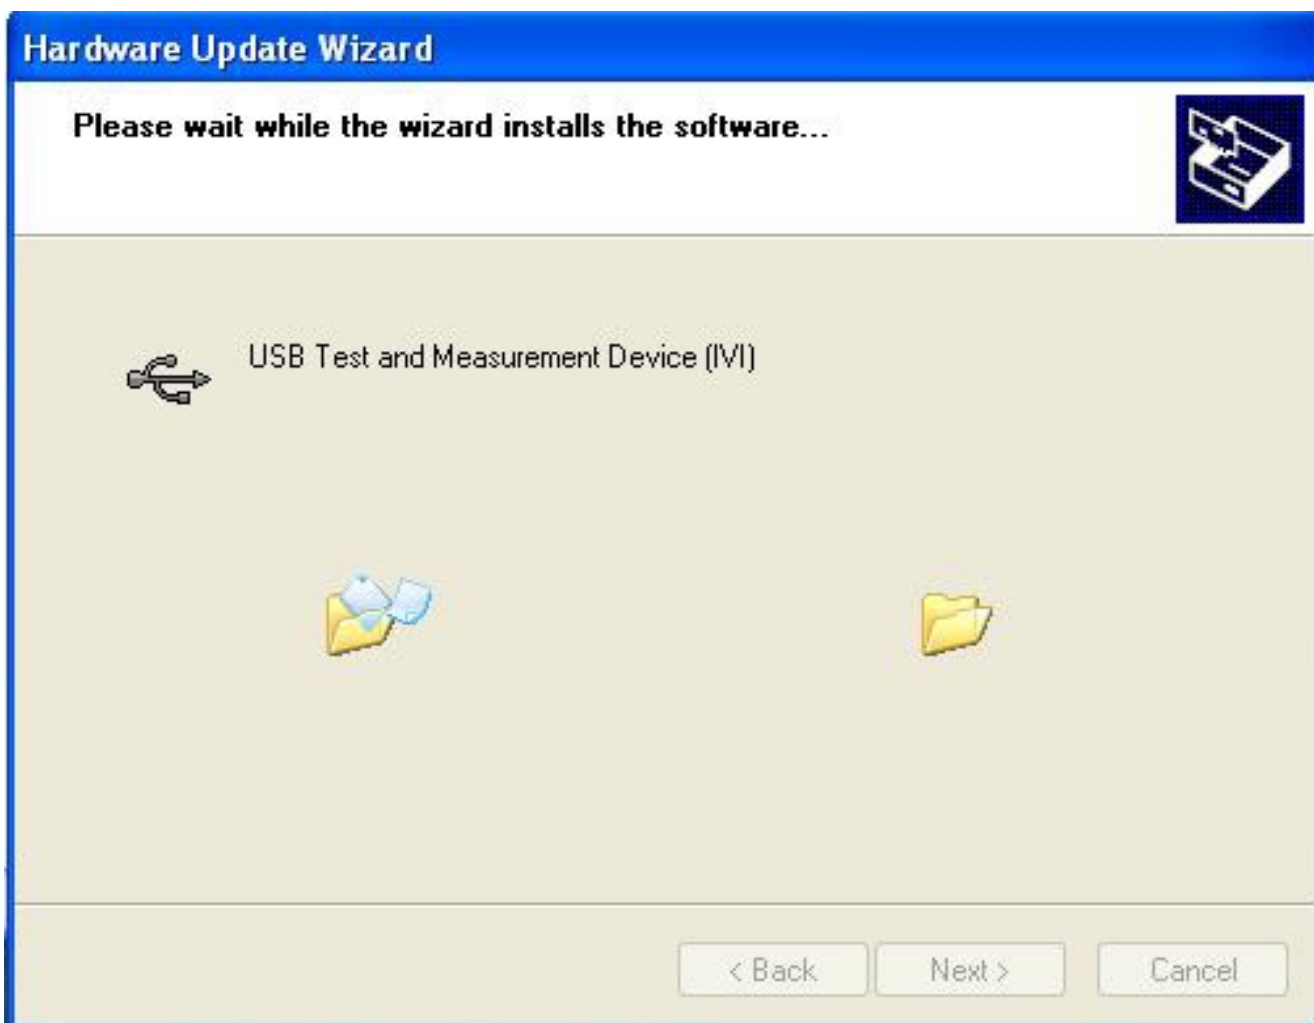 Hardware Update Wizard
Please wait while the wizard installs the software...
USB Test and Measurement Device (IVI)
< Back
Next >
Cancel